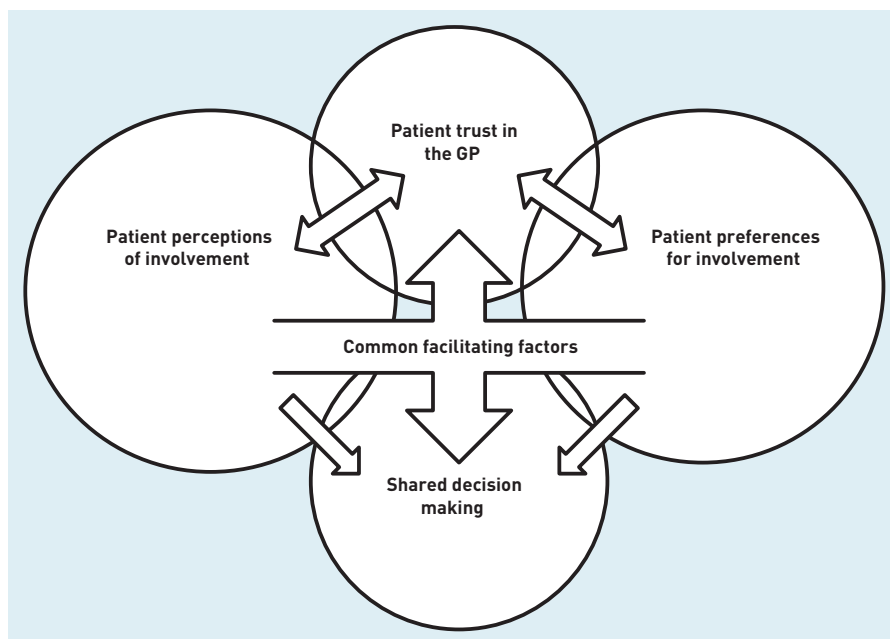 Patient trust in
the GP
Patient perceptions
of involvement
Patient preferences
for involvement
Common facilitating factors
Shared decision
making